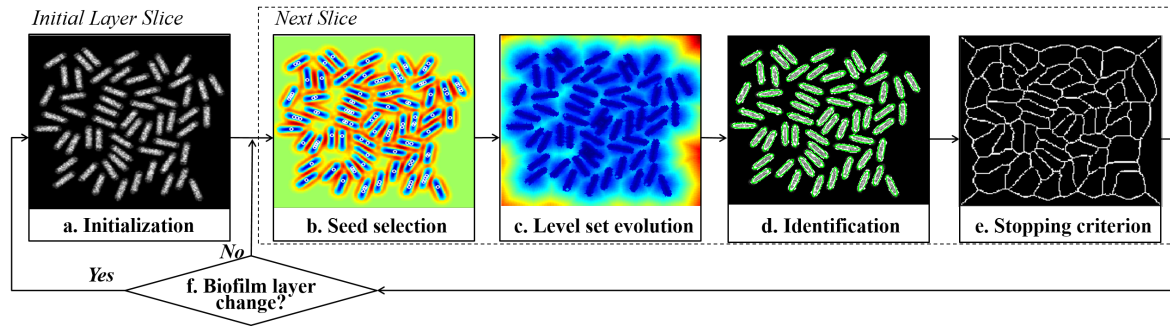 Initial Layer Slice
Next Slice
a. Initialization
b. Seed selection
c. Level set evolution
d. Identification
e. Stopping criterion
No
Yes
f. Biofilm layer
change?